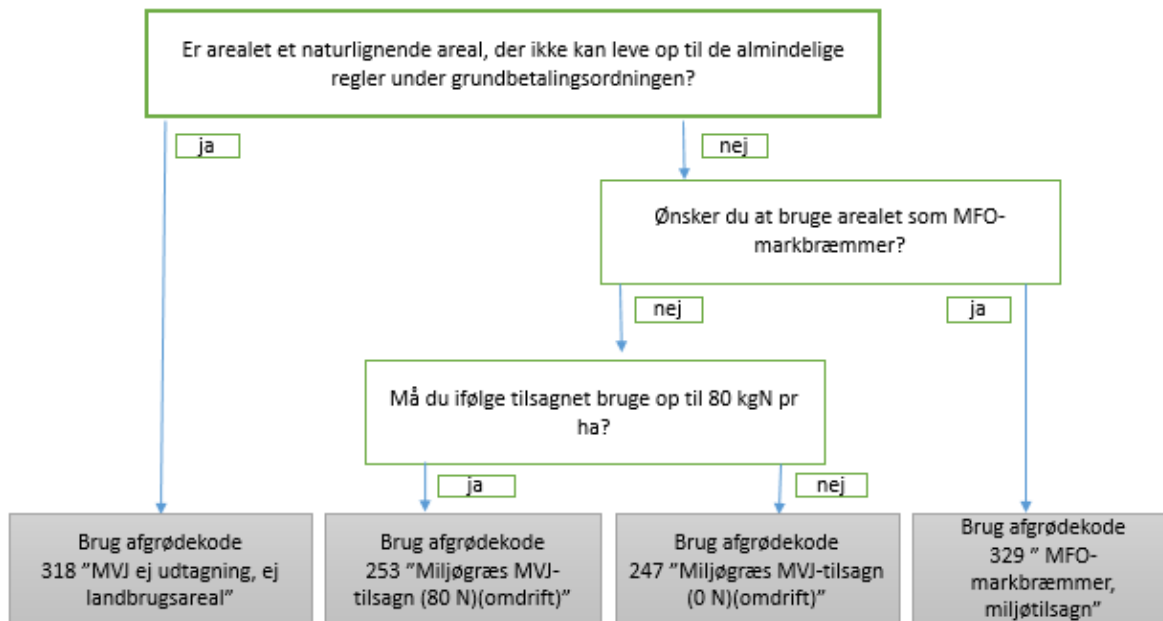 Er arealet et naturlignende areal, der ikke kan leve op til de almindelige
regler under grundbetalingsordningen?
ja
nej
Ønsker du at bruge arealet som MFO-
markbræmmer?
nej
ja
Må du ifølge tilsagnet bruge op til 80 kgN pr
ha?
ja
nej
Brug afgrødekode
318 ”MVJ ej udtagning, ej
landbrugsareal”
Brug afgrødekode
253 ”Miljøgræs MVJ-
tilsagn (80 N)(omdrift)”
Brug afgrødekode
247 ”Miljøgræs MVJ-tilsagn
(0 N)(omdrift)”
Brug afgrødekode
329 ” MFO-
markbræmmer,
miljøtilsagn”